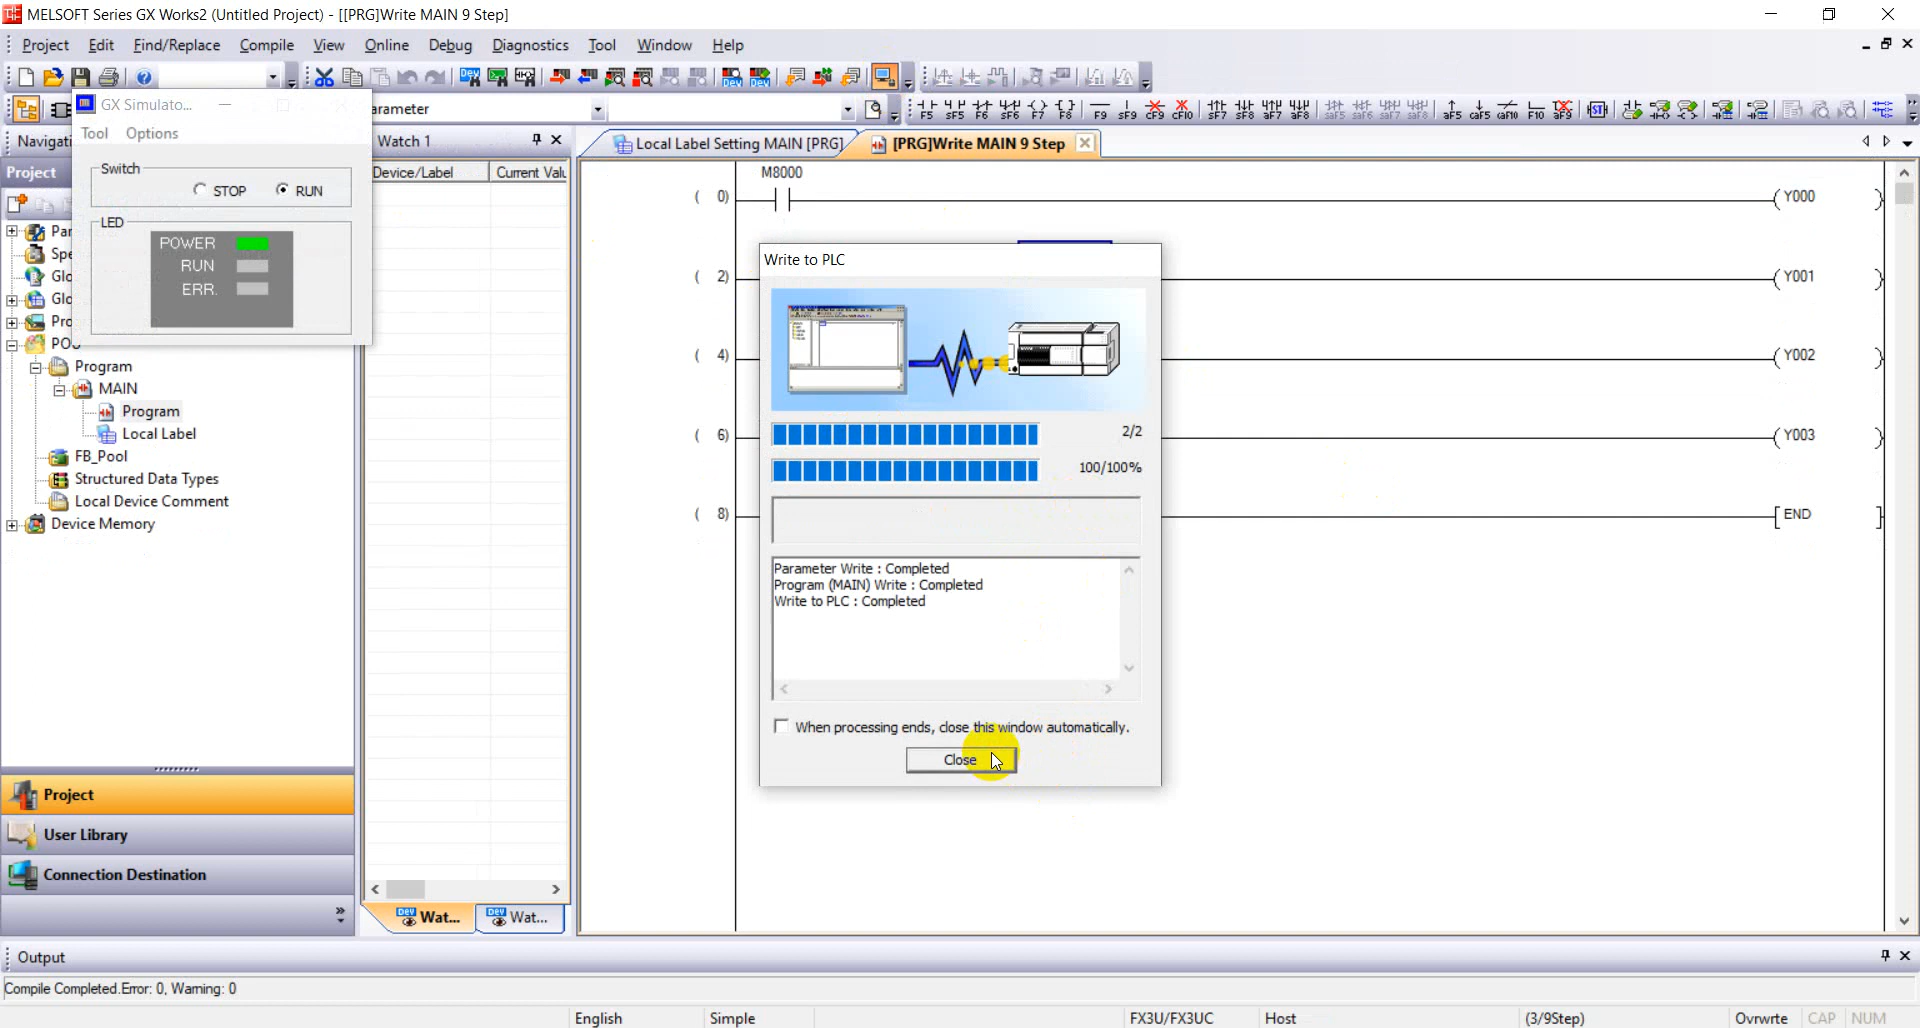 MELSOFT Series GX Works2 (Untitled Project) - [[PRG]Write MAIN 9 Step]
Project Edit Find/Replace Compile View Online Debug Diagnostics Tool Window Help
GX Simulato...
arameter
Tool Options
Switch
STOP RUN
LED
POWER
RUN
ERR.
Navigati
Project
Par
Spe
Glo
Glo
Pro
POU
Program
MAIN
Program
Local Label
FB_Pool
Structured Data Types
Local Device Comment
Device Memory
Project
User Library
Connection Destination
Watch 1
Device/Label Current Valu
Wat... Wat...
Local Label Setting MAIN [PRG] [PRG]Write MAIN 9 Step
M8000
( 0) (Y000 )
( 2) (Y001 )
( 4) (Y002 )
( 6) (Y003 )
( 8) [END ]
Write to PLC
2/2
100/100%
Parameter Write : Completed
Program (MAIN) Write : Completed
Write to PLC : Completed
When processing ends, close this window automatically.
Close
Output
Compile Completed.Error: 0, Warning: 0
English Simple FX3U/FX3UC Host (3/9Step) Ovrwrte CAP NUM